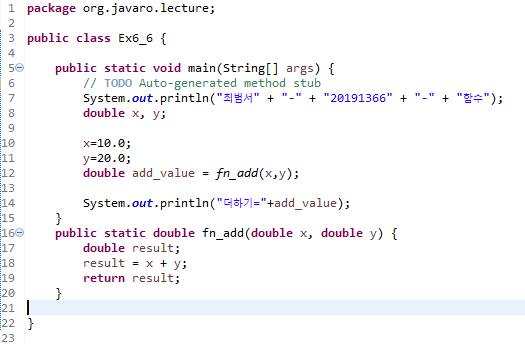 1 package org.javaro.lecture;
2
3 public class Ex6_6 {
4
5 public static void main(String[] args) {
6 // TODO Auto-generated method stub
7 System.out.println("최범서" + "-" + "20191366" + "-" + "함수");
8 double x, y;
9
10 x=10.0;
11 y=20.0;
12 double add_value = fn_add(x,y);
13
14 System.out.println("더하기="+add_value);
15 }
16 public static double fn_add(double x, double y) {
17 double result;
18 result = x + y;
19 return result;
20 }
21
22 }
23